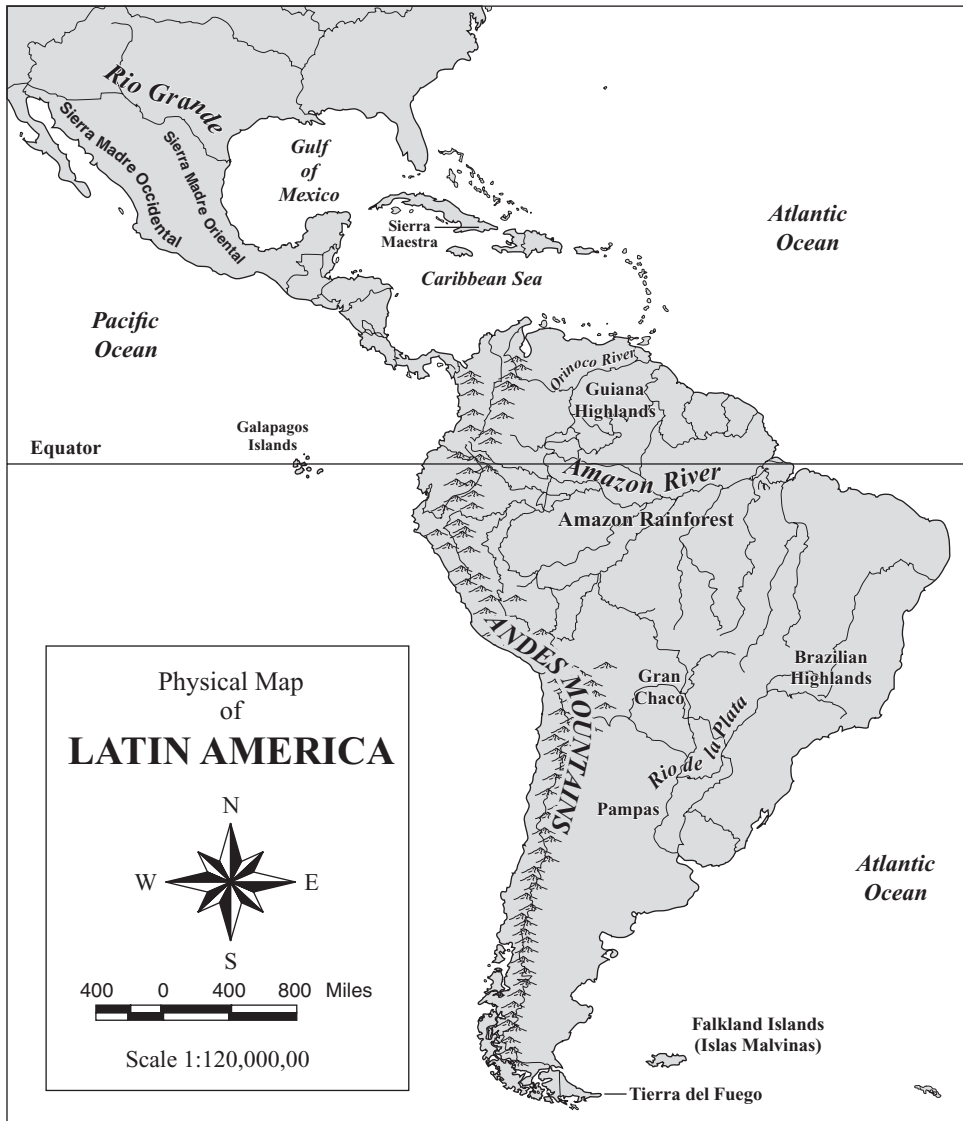 Rio Grande
Sierra Madre Occidental
Sierra Madre Oriental
Gulf
of
Mexico
Atlantic
Ocean
Sierra
Maestra
Caribbean Sea
Pacific
Ocean
Orinoco River
Guiana
Highlands
Galapagos
Islands
Equator
Amazon River
Amazon Rainforest
ANDES MOUNTAINS
Gran
Chaco
Brazilian
Highlands
Rio de la Plata
Pampas
Atlantic
Ocean
Falkland Islands
(Islas Malvinas)
Tierra del Fuego
Physical Map
of
LATIN AMERICA
N
W E
S
400 0 400 800 Miles
Scale 1:120,000,00